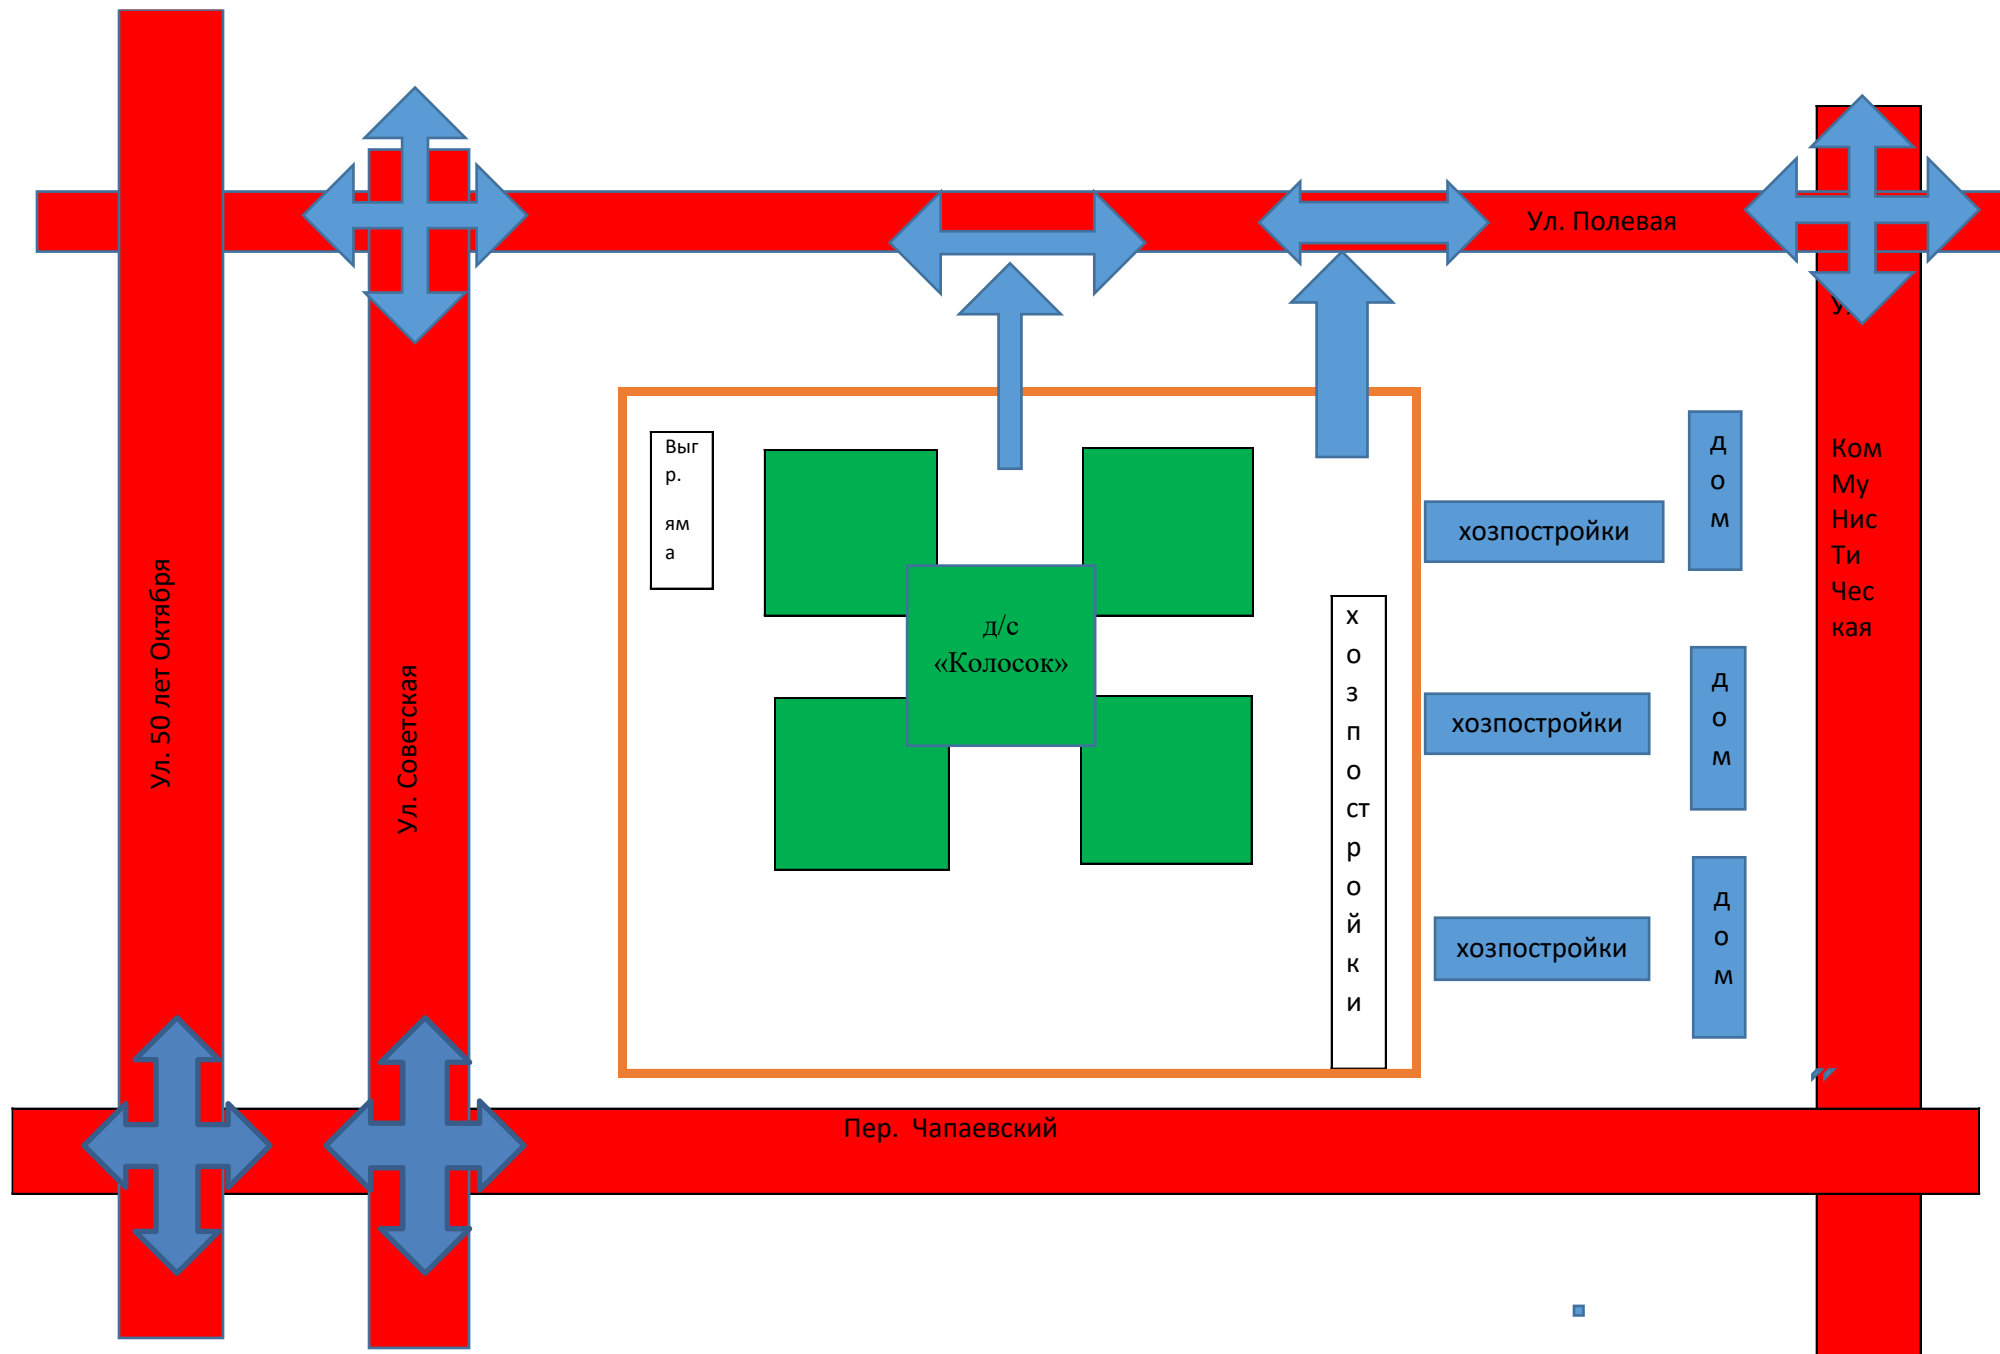 Ул. Полевая
Ул. 50 лет Октября
Ул. Советская
Выг
р.
ям
а
д/с
«Колосок»
х
о
з
п
о
ст
р
о
й
к
и
хозпостройки
хозпостройки
хозпостройки
д
о
м
д
о
м
д
о
м
Ком
Му
Нис
Ти
Чес
кая
Пер. Чапаевский